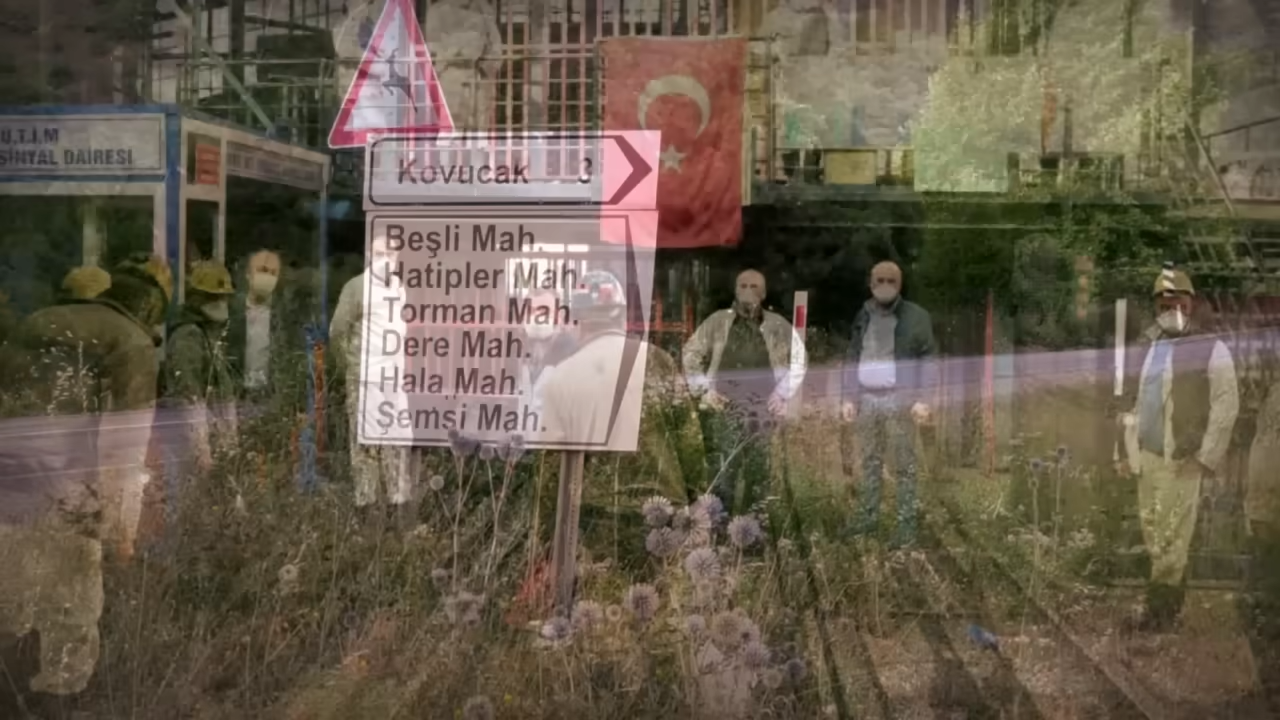 U.T.İ.M
SİNYAL DAİRESİ
Kovucak 3
Beşli Mah.
Hatipler Mah.
Torman Mah.
Dere Mah.
Hala Mah.
Şemsi Mah.